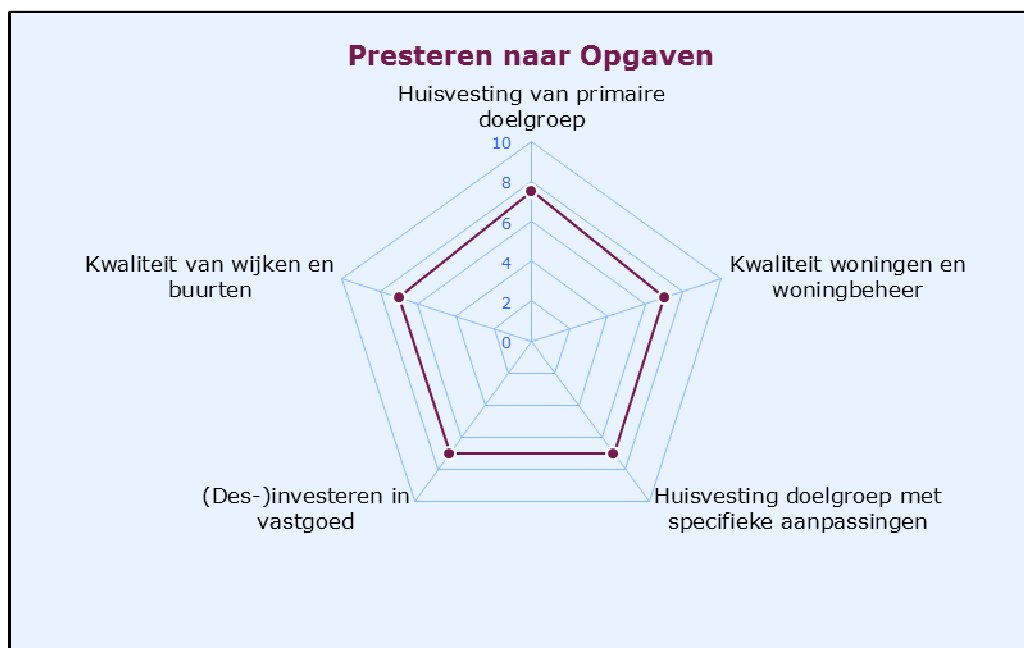 Presteren naar Opgaven
Huisvesting van primaire
doelgroep
10
8
6
4
2
0
Kwaliteit van wijken en
buurten
Kwaliteit woningen en
woningbeheer
(Des-)investeren in
vastgoed
Huisvesting doelgroep met
specifieke aanpassingen